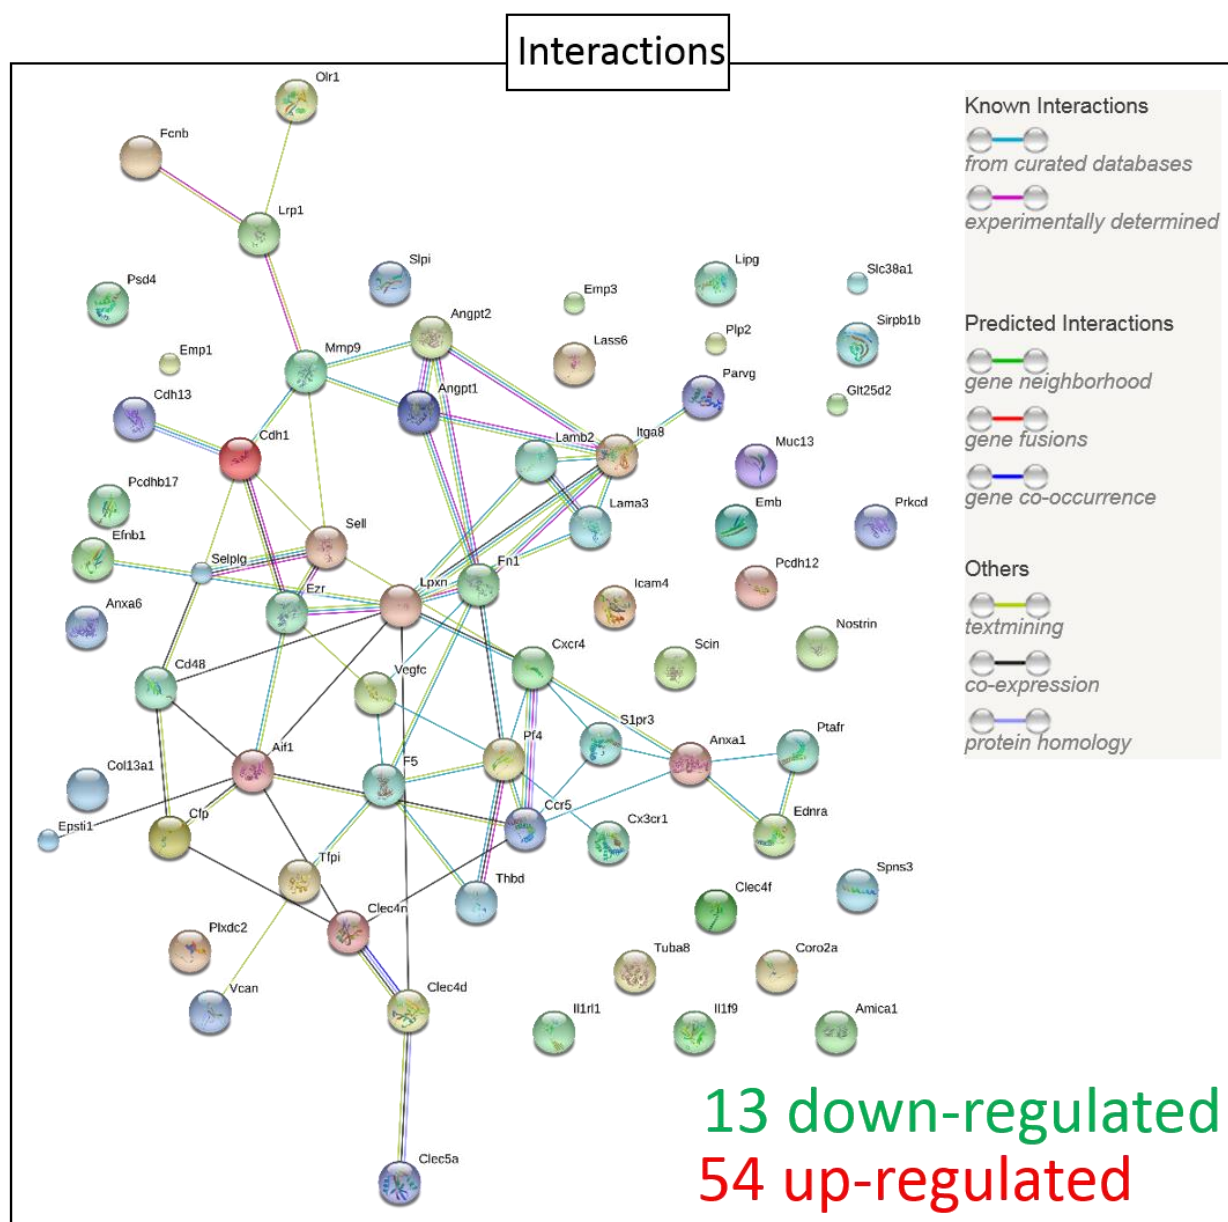 Interactions
Olr1
Fcnb
Lrp1
Slpi
Lipg
Slc38a1
Psd4
Emp3
Angpt2
Sirpb1b
Plp2
Lass6
Emp1
Mmp9
Parvg
Cdh13
Angpt1
Glt25d2
Cdh1
Lamb2
Itga8
Muc13
Pcdhb17
Lama3
Emb
Prkcd
Efnb1
Sell
Selplg
Fn1
Pcdh12
Ezr
Lpxn
Icam4
Anxa6
Nostrin
Scin
Cd48
Cxcr4
Vegfc
S1pr3
Ptafr
Pf4
Anxa1
Aif1
F5
Col13a1
Ccr5
Ednra
Cfp
Cx3cr1
Epsti1
Tfpi
Thbd
Spns3
Clec4f
Clec4n
Plxdc2
Tuba8
Coro2a
Vcan
Clec4d
Il1rl1
Il1f9
Amica1
Clec5a
Known Interactions
from curated databases
experimentally determined
Predicted Interactions
gene neighborhood
gene fusions
gene co-occurrence
Others
textmining
co-expression
protein homology
13 down-regulated
54 up-regulated